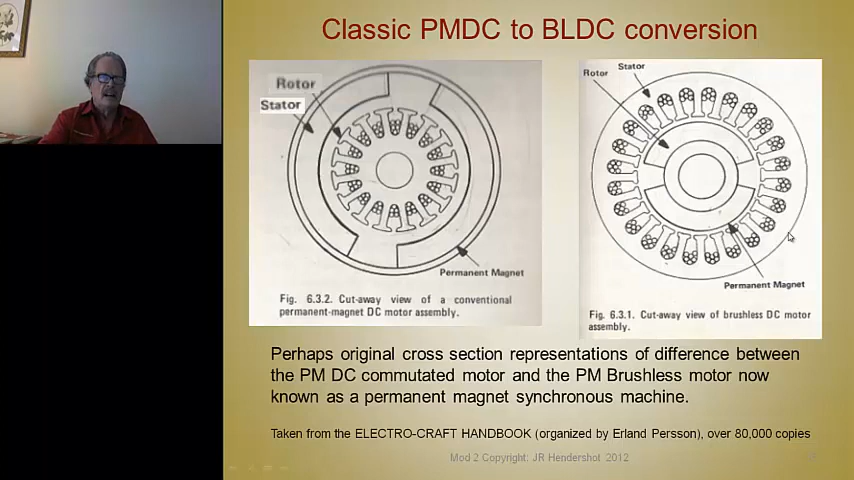 Classic PMDC to BLDC conversion
Rotor
Stator
Permanent Magnet
Fig. 6.3.2. Cut-away view of a conventional
permanent-magnet DC motor assembly.
Stator
Rotor
Permanent Magnet
Fig. 6.3.1. Cut-away view of brushless DC motor
assembly.
Perhaps original cross section representations of difference between
the PM DC commutated motor and the PM Brushless motor now
known as a permanent magnet synchronous machine.
Taken from the ELECTRO-CRAFT HANDBOOK (organized by Erland Persson), over 80,000 copies
Mod 2 Copyright: JR Hendershot 2012